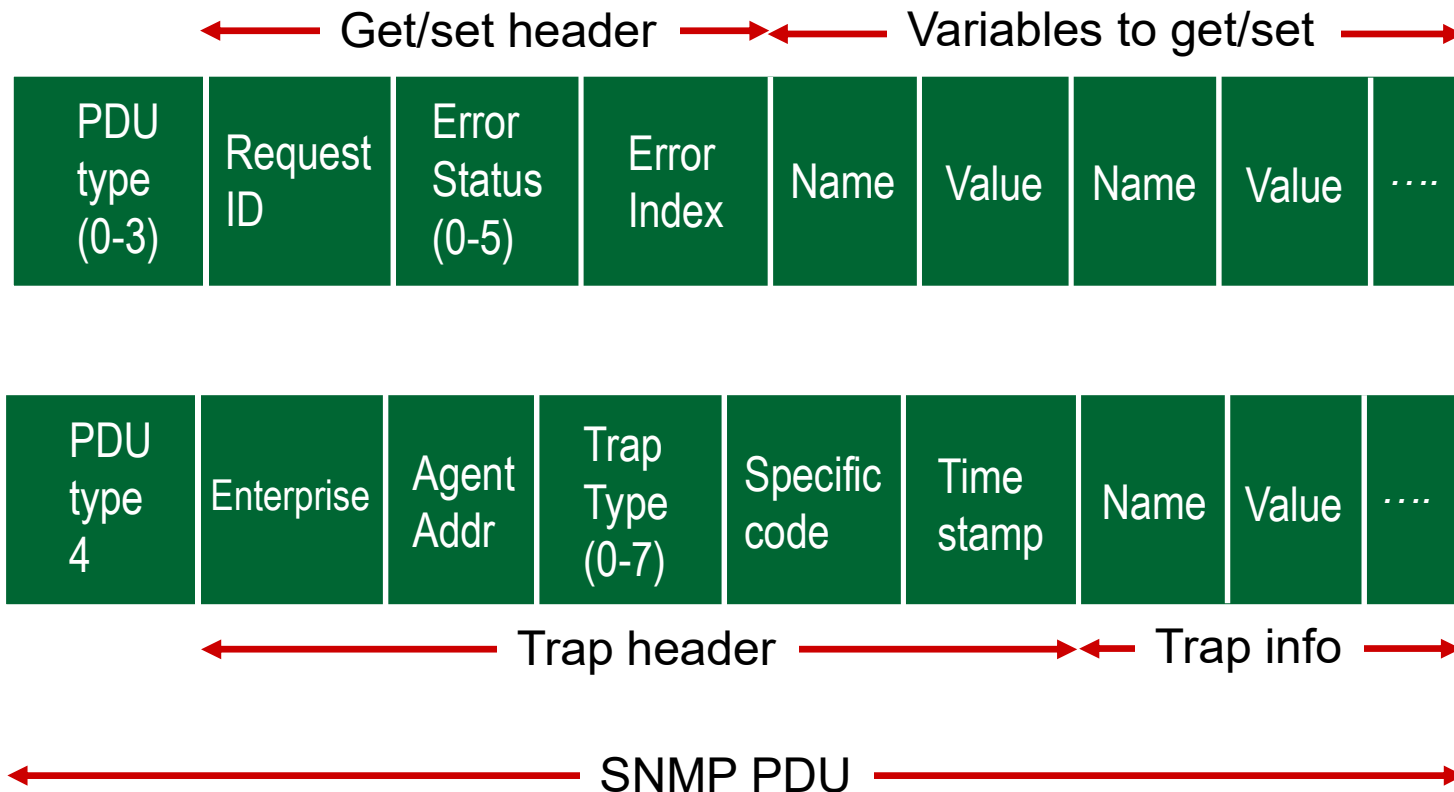 Get/set header
Variables to get/set
PDU
type
(0-3)
Request
ID
Error
Status
(0-5)
Error
Index
Name
Value
Name
Value
....
PDU
type
4
Enterprise
Agent
Addr
Trap
Type
(0-7)
Specific
code
Time
stamp
Name
Value
....
Trap header
Trap info
SNMP PDU